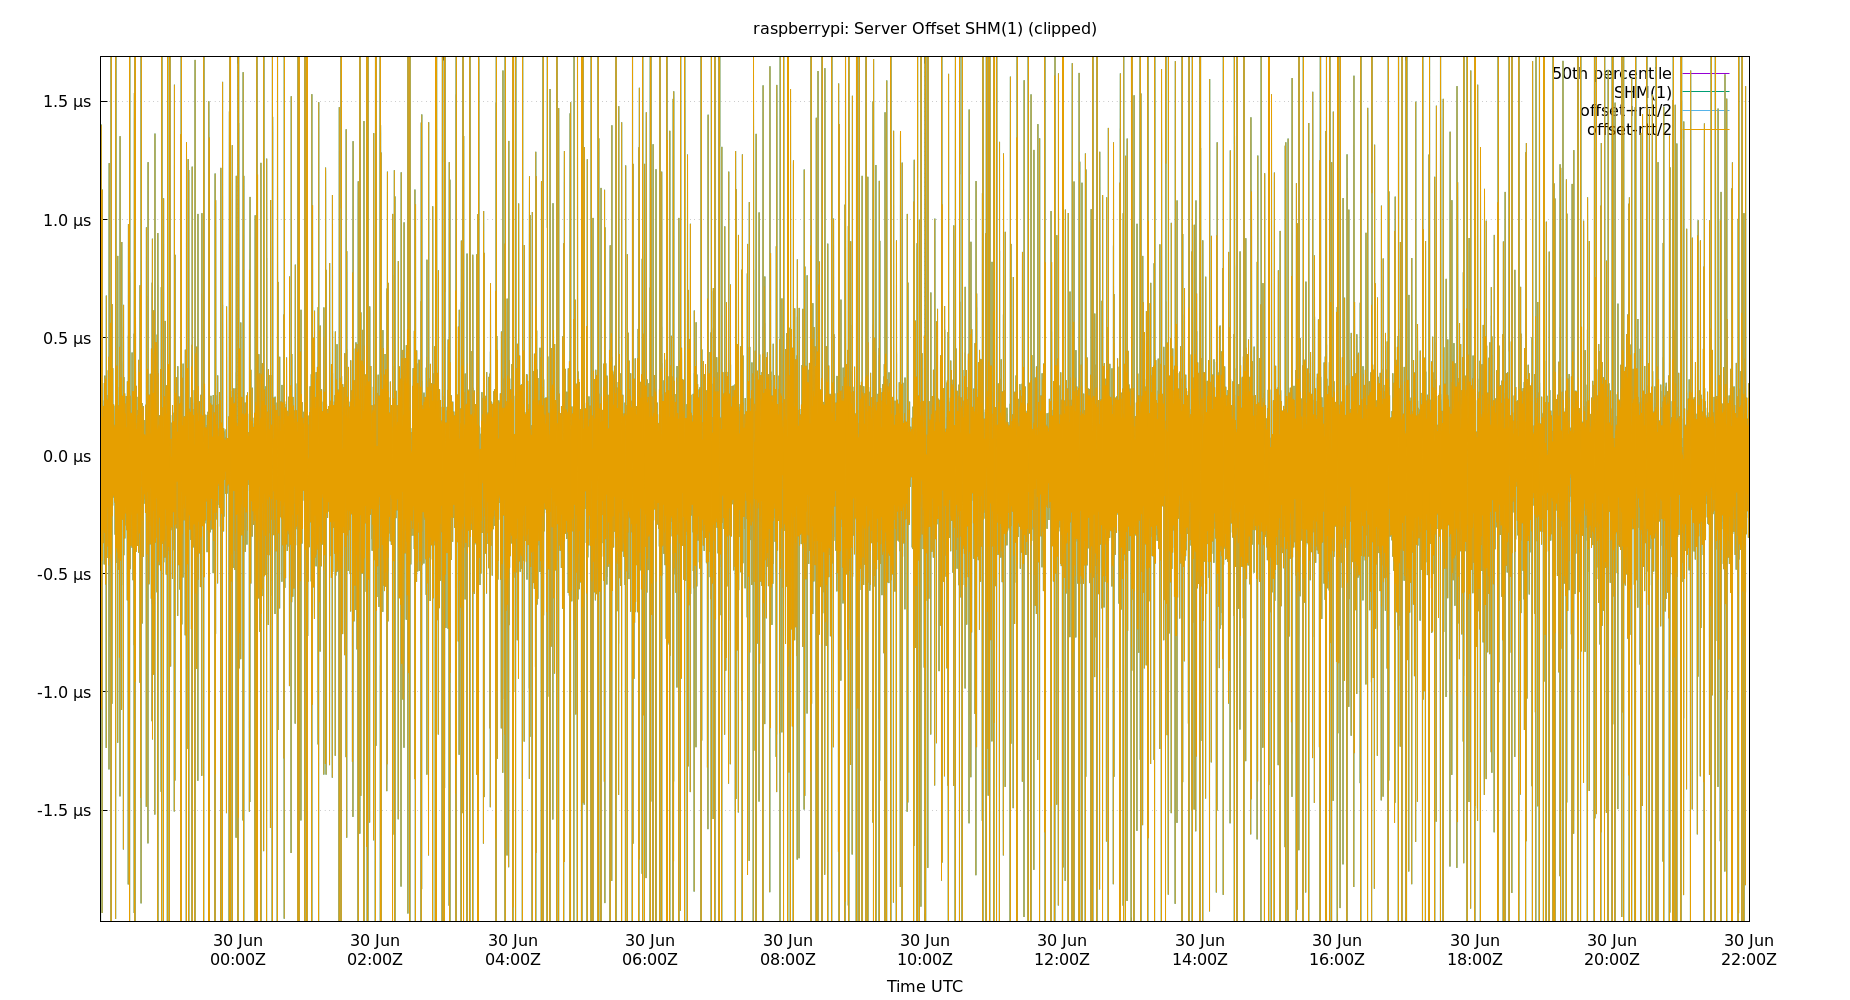 raspberrypi: Server Offset SHM(1) (clipped)
50th percentile
SHM(1)
offset+rtt/2
offset-rtt/2
1.5 µs
1.0 µs
0.5 µs
0.0 µs
-0.5 µs
-1.0 µs
-1.5 µs
30 Jun 30 Jun 30 Jun 30 Jun 30 Jun 30 Jun 30 Jun 30 Jun 30 Jun 30 Jun 30 Jun 30 Jun
00:00Z 02:00Z 04:00Z 06:00Z 08:00Z 10:00Z 12:00Z 14:00Z 16:00Z 18:00Z 20:00Z 22:00Z
Time UTC